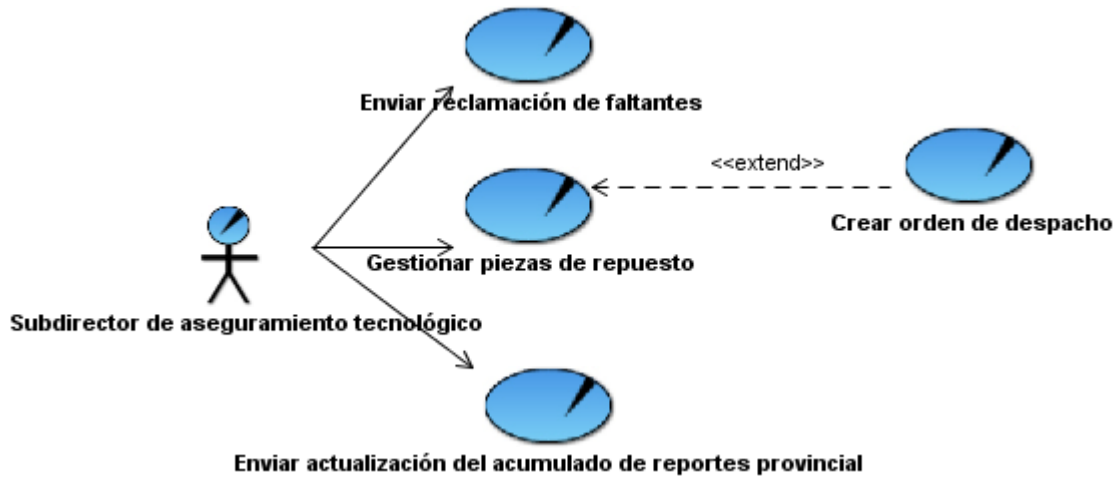 Enviar reclamación de faltantes
<<extend>>
Crear orden de despacho
Gestionar piezas de repuesto
Subdirector de aseguramiento tecnológico
Enviar actualización del acumulado de reportes provincial